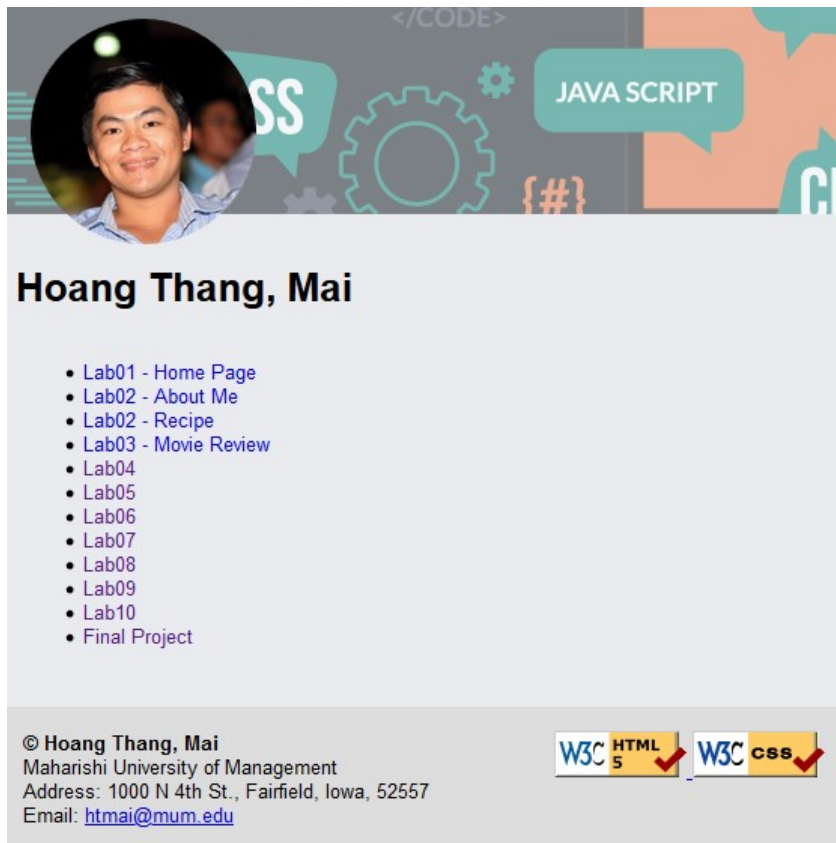 </CODE>
SS
JAVA SCRIPT
{#}
Hoang Thang, Mai
Lab01 - Home Page
Lab02 - About Me
Lab02 - Recipe
Lab03 - Movie Review
Lab04
Lab05
Lab06
Lab07
Lab08
Lab09
Lab10
Final Project
© Hoang Thang, Mai
Maharishi University of Management
Address: 1000 N 4th St., Fairfield, Iowa, 52557
Email: htmai@mum.edu
W3C HTML 5
W3C css